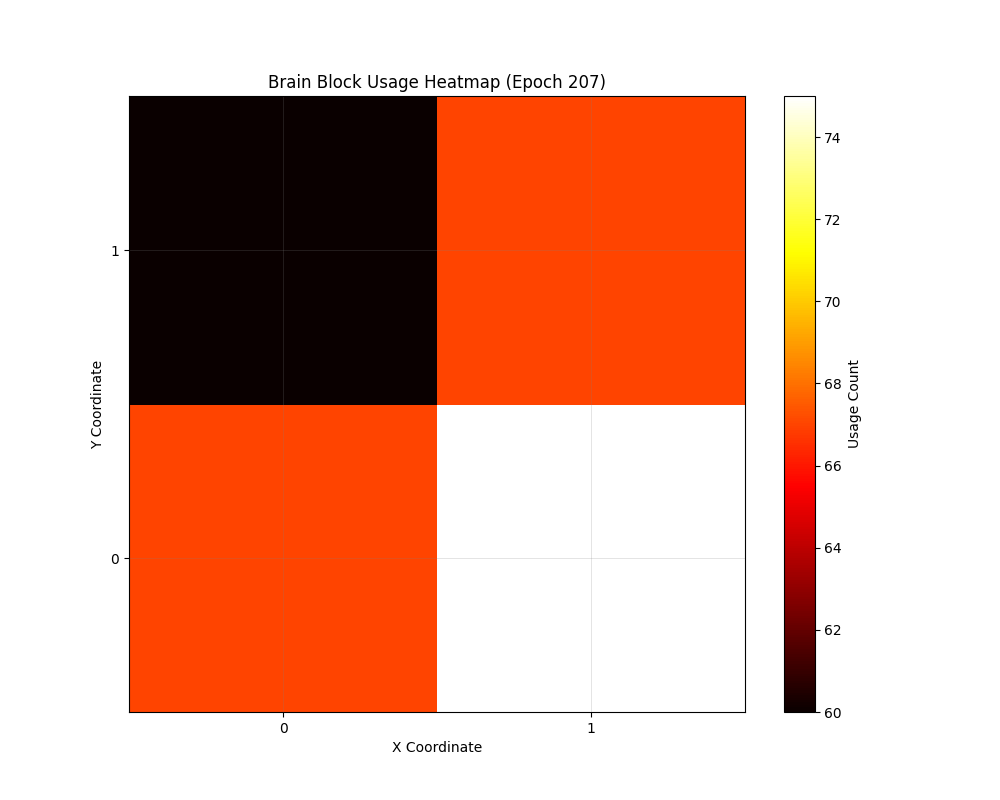 Brain Block Usage Heatmap (Epoch 207)
74
72
70
68
66
64
62
60
Usage Count
1
0
Y Coordinate
0 1
X Coordinate